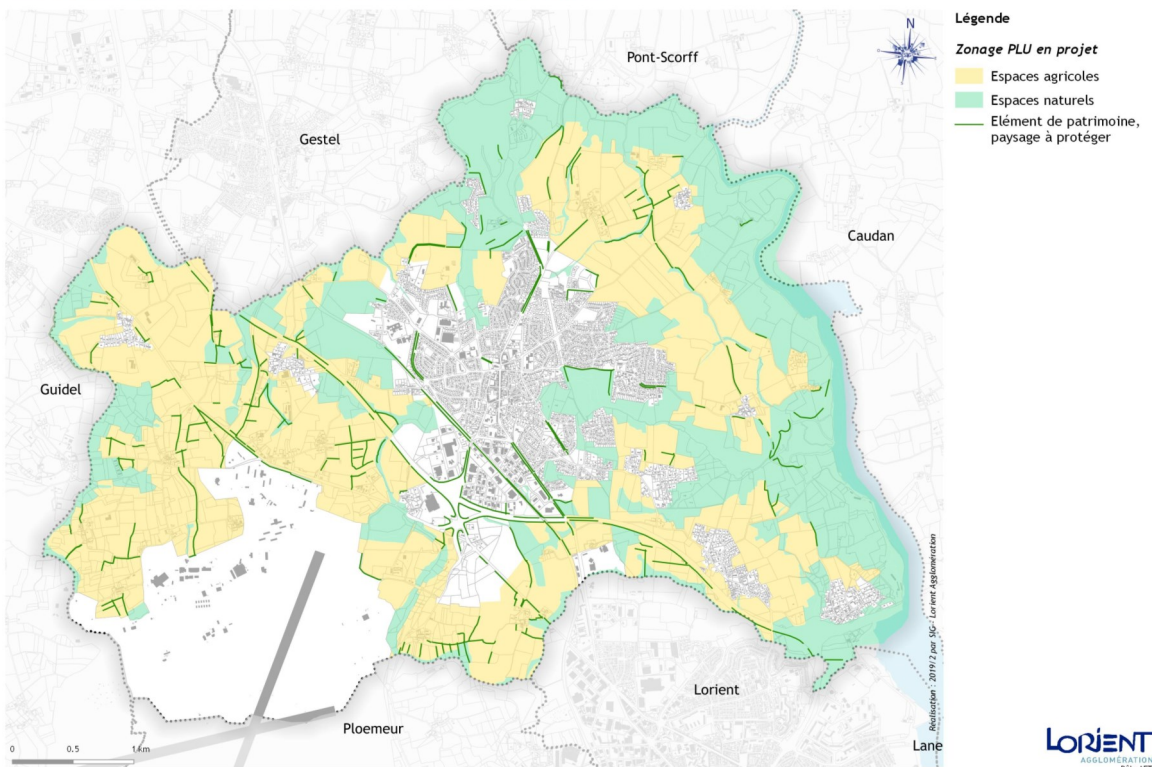 Légende
N
Zonage PLU en projet
Pont-Scorff
Espaces agricoles
Espaces naturels
Elément de patrimoine,
paysage à protéger
Gestel
Caudan
Guidel
Réalisation : 2019/2 par SIG - Lorient Agglomération
Lorient
Ploemeur
Lane
0 0.5 1 km
LORIENT
AGGLOMÉRATION